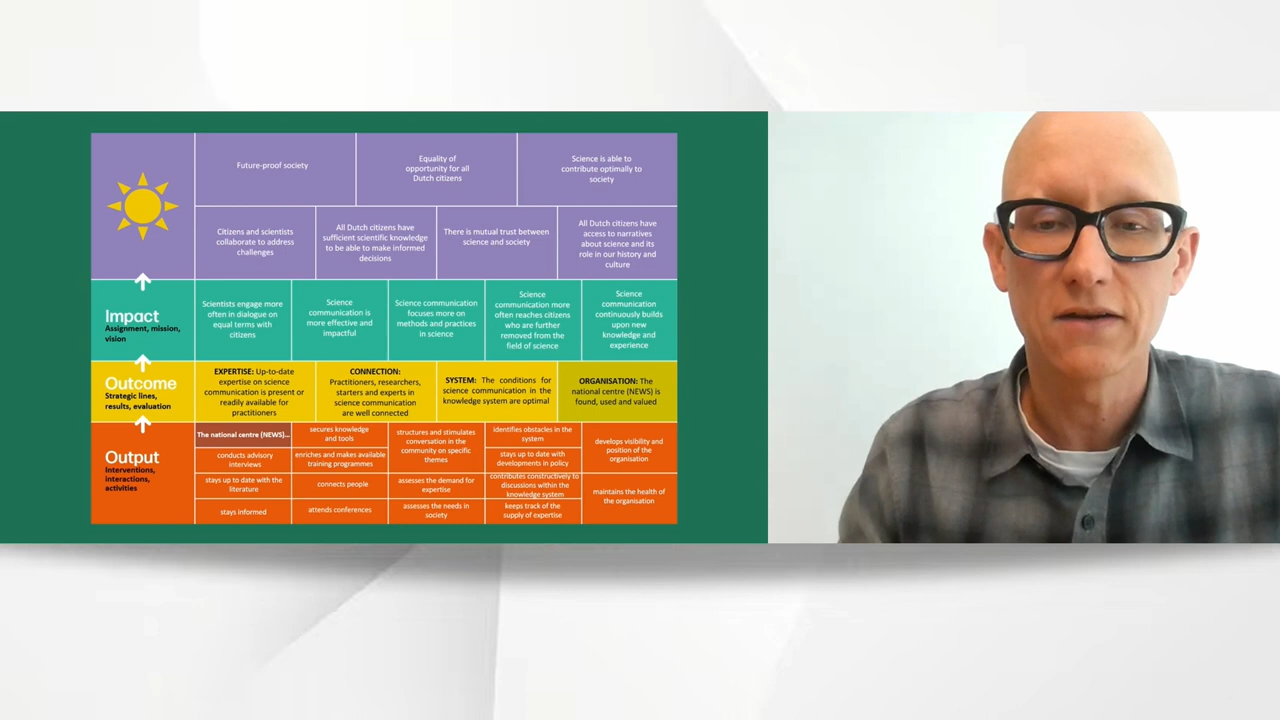 Future-proof society
Equality of
opportunity for all
Dutch citizens
Science is able to
contribute optimally to
society
Citizens and scientists
collaborate to address
challenges
All Dutch citizens have
sufficient scientific knowledge
to be able to make informed
decisions
There is mutual trust between
science and society
All Dutch citizens have
access to narratives
about science and its
role in our history and
culture
Impact
Assignment, mission,
vision
Scientists engage more
often in dialogue on
equal terms with
citizens
Science
communication is
more effective and
impactful
Science communication
focuses more on
methods and practices
in science
Science
communication more
often reaches citizens
who are further
removed from the
field of science
Science
communication
continuously builds
upon new
knowledge and
experience
Outcome
Strategic lines,
results, evaluation
EXPERTISE: Up-to-date
expertise on science
communication is present or
readily available for
practitioners
CONNECTION:
Practitioners, researchers,
starters and experts in
science communication
are well connected
SYSTEM: The conditions for
science communication in the
knowledge system are optimal
ORGANISATION: The
national centre (NEWS) is
found, used and valued
Output
Interventions,
interactions,
activities
The national centre (NEWS)...
conducts advisory
interviews
stays up to date with the
literature
stays informed
secures knowledge
and tools
enriches and makes available
training programmes
connects people
attends conferences
structures and stimulates
conversation in the
community on specific
themes
assesses the demand for
expertise
assesses the needs in
society
identifies obstacles in the
system
stays up to date with
developments in policy
contributes constructively to
discussions within the
knowledge system
keeps track of the
supply of expertise
develops visibility and
position of the
organisation
maintains the health of
the organisation